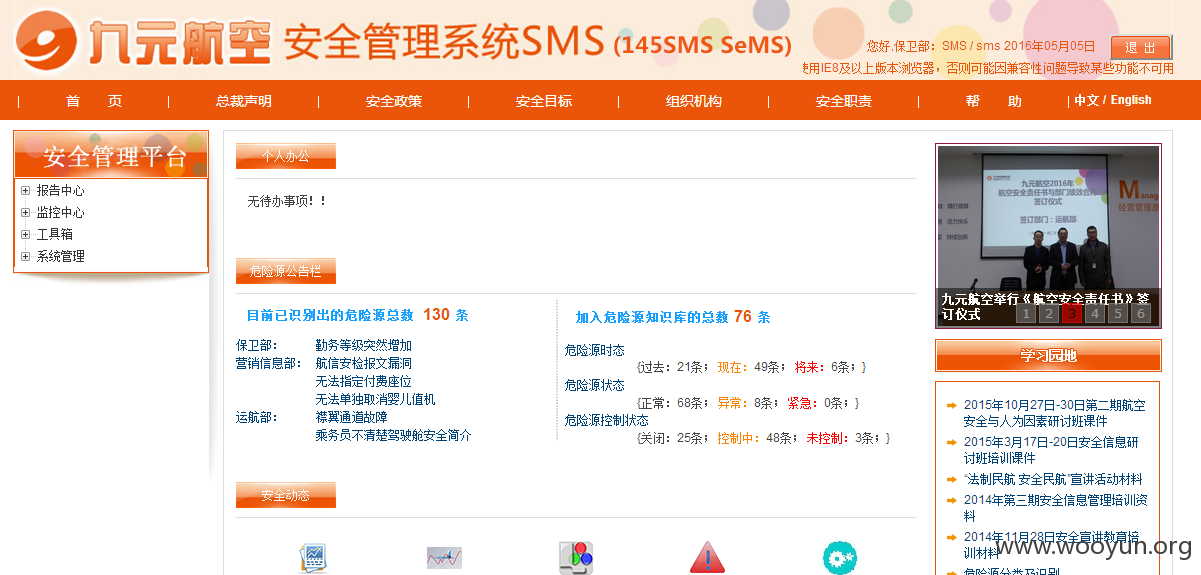 九元航空 安全管理系统SMS (145SMS SeMS)
您好,保卫部：SMS / sms 2016年05月05日
退 出
使用IE8及以上版本浏览器，否则可能因兼容性问题导致某些功能不可用
首 页 | 总裁声明 | 安全政策 | 安全目标 | 组织机构 | 安全职责 | 帮 助 | 中文 / English
安全管理平台
报告中心
监控中心
工具箱
系统管理
个人办公
无待办事项！！
危险源公告栏
目前已识别出的危险源总数 130 条
保卫部： 勤务等级突然增加
营销信息部： 航信安检报文漏洞
无法指定付费座位
无法单独取消婴儿值机
运航部： 襟翼通道故障
乘务员不清楚驾驶舱安全简介
加入危险源知识库的总数 76 条
危险源时态
{过去：21条； 现在：49条； 将来：6条；}
危险源状态
{正常：68条； 异常：8条； 紧急：0条；}
危险源控制状态
{关闭：25条； 控制中：48条； 未控制：3条；}
安全动态
九元航空2016年
航空安全责任书与部门绩效合约
签订仪式
签订部门：运航部
Manage
经营管理
九元航空举行《航空安全责任书》签订仪式
1 2 3 4 5 6
学习园地
2015年10月27日-30日第二期航空
安全与人为因素研讨班课件
2015年3月17日-20日安全信息研
讨班培训课件
“法制民航 安全民航”宣讲活动材料
2014年第三期安全信息管理培训资
料
2014年11月28日安全宣讲教育培
训材料
危险源分类及识别
www.wooyun.org